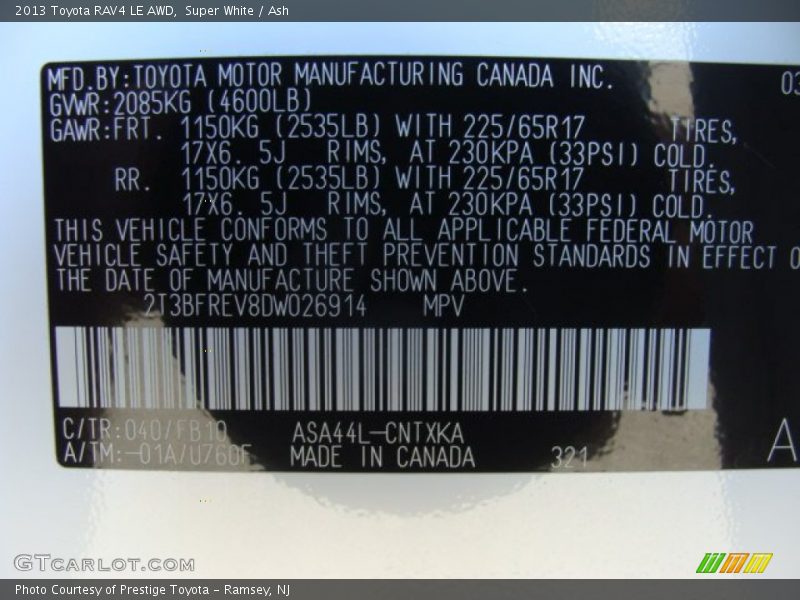 2013 Toyota RAV4 LE AWD, Super White / Ash
MFD.BY:TOYOTA MOTOR MANUFACTURING CANADA INC. 03
GVWR:2085KG (4600LB)
GAWR:FRT. 1150KG (2535LB) WITH 225/65R17 TIRES,
17X6. 5J RIMS, AT 230KPA (33PSI) COLD.
RR. 1150KG (2535LB) WITH 225/65R17 TIRES,
17X6. 5J RIMS, AT 230KPA (33PSI) COLD.
THIS VEHICLE CONFORMS TO ALL APPLICABLE FEDERAL MOTOR
VEHICLE SAFETY AND THEFT PREVENTION STANDARDS IN EFFECT O
THE DATE OF MANUFACTURE SHOWN ABOVE.
2T3BFREV8DW026914 MPV
C/TR:040/FB10 ASA44L-CNTXKA
A/TM:-01A/U760F MADE IN CANADA 321 A
GTCARLOT.COM
Photo Courtesy of Prestige Toyota - Ramsey, NJ